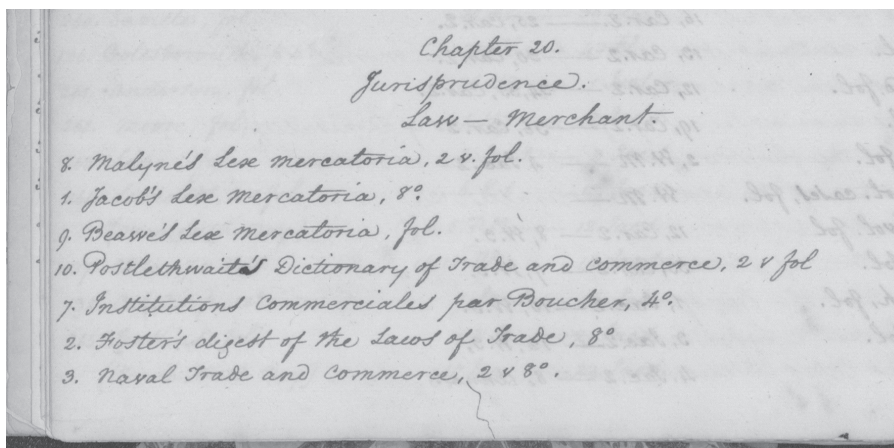 Chapter 20.
Jurisprudence.
Law — Merchant.
8. Malyne's Lex mercatoria, 2 v. fol.
1. Jacob's Lex mercatoria, 8°.
9. Beawe's Lex mercatoria, fol.
10. Postlethwait's Dictionary of Trade and commerce, 2 v fol
7. Institutions Commerciales par Boucher, 4°.
2. Foster's digest of the Laws of Trade, 8°
3. Naval Trade and Commerce, 2 v 8°.